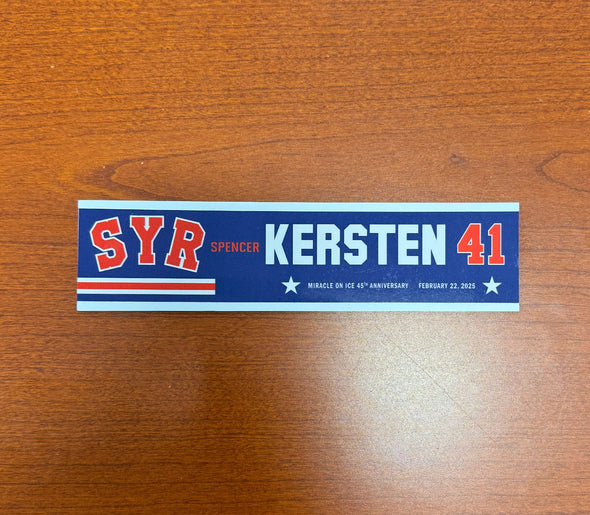 SYR SPENCER KERSTEN 41
MIRACLE ON ICE 45TH ANNIVERSARY FEBRUARY 22, 2025